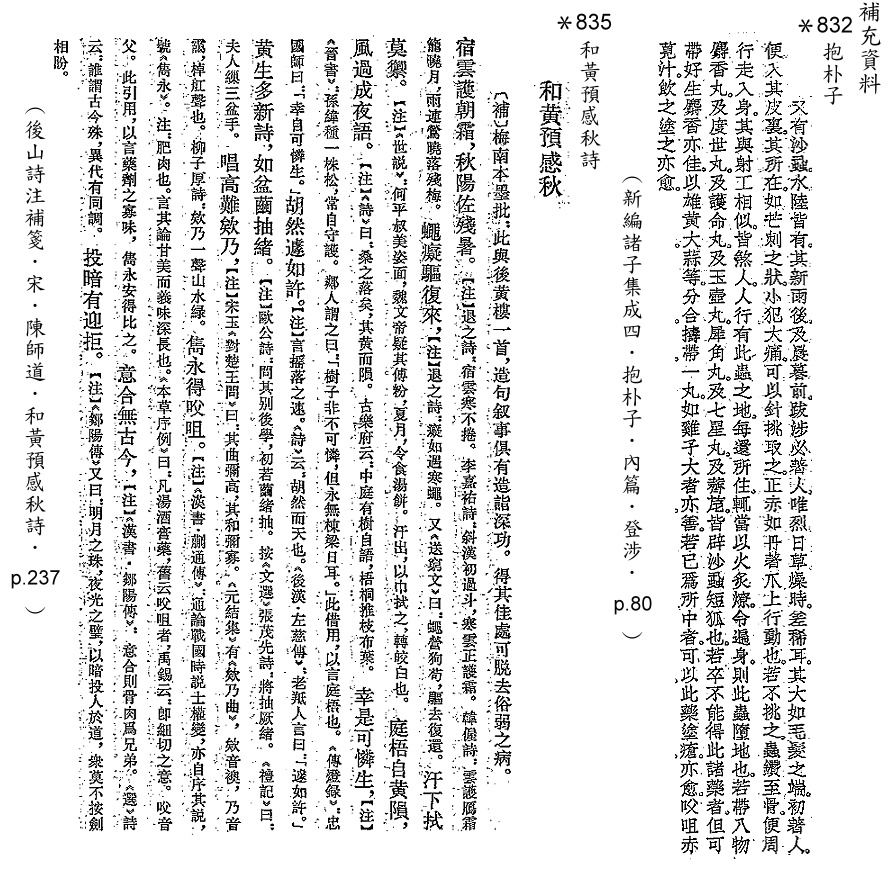 補充資料
＊832
抱朴子
又有沙蝨，水陸皆有，其新雨後及晨暮前，跋涉必著人，唯烈日草燥時，差稀耳。其大如毛髮之端，初著人，
便入其皮裏，其所在如芒刺之狀，小犯大痛，可以針挑取之，正赤如丹，著爪上行動也。若不挑之，蟲鑽至骨，便周
行走入身，其與射工相似，皆煞人。人行有此蟲之地，每還所住，輒當以火炙燎令遍身，則此蟲墮地也。若帶八物
麝香丸、及度世丸、及護命丸、及玉壺丸、犀角丸、及七星丸、及薺苨，皆辟沙蝨短狐也。若卒不能得此諸藥者，但可
帶好生麝香亦佳。以雄黃大蒜等分合擣，帶一丸如雞子大者亦善。若已為所中者，可以此藥塗瘡亦愈。㕮咀赤
莧汁，飲之塗之亦愈。
（新編諸子集成四．抱朴子．內篇．登涉．p.80）
＊835
和黃預感秋詩
和黃預感秋
〔補〕梅南本墨批：此與後黃樓一首，造句叙事俱有造詣深功。得其佳處可脱去俗弱之病。
宿雲護朝霜，秋陽佐殘暑。【注】退之詩：宿雲寒不捲。李嘉祐詩：斜漢初過斗，寒雲正護霜。韓偓詩：雲護雁霜
籠曉月，雨連鶯曉落殘梅。蠅癡驅復來，【注】退之詩：癡如遇寒蠅。又《送窮文》曰：蠅營狗苟，驅去復還。汗下拭
莫禦。【注】《世説》：何平叔美姿面，魏文帝疑其傅粉，夏月，令食湯餅。汗出，以巾拭之，轉皎白也。庭梧自黃隕，
風過成夜語。【注】《詩》曰：桑之落矣，其黃而隕。古樂府云：中庭有樹自語，梧桐推枝布葉。幸是可憐生，【注】
《晉書》：孫綽種一株松，常自守護。鄰人謂之曰：「樹子非不可憐，但永無棟梁日耳。」此借用，以言庭梧也。《傳燈錄》：忠
國師曰：「幸自可憐生。」胡然遽如許。【注】言搖落之速。《詩》云：胡然而天也。《後漢·左慈傳》：老羝人言曰：「遽如許。」
黃生多新詩，如盆繭抽緒。【注】歐公詩：問其別後學，初若繭緒抽。按《文選》張茂先詩：將抽厥緒。《禮記》曰：
夫人繅三盆手。唱高難欸乃，【注】宋玉《對楚王問》曰：其曲彌高，其和彌寡。《元結集》有《欸乃曲》，欸音襖，乃音
靄，棹舡聲也。柳子厚詩：欸乃一聲山水綠。雋永得㕮咀。【注】《漢書·蒯通傳》：通論戰國時説士權變，亦自序其説，
號《雋永》。注：肥肉也。言其論甘美而義味深長也。《本草序例》曰：凡湯酒膏藥，舊云㕮咀者，禹錫云：即細切之意。㕮音
父。此引用，以言藥劑之寡味，雋永安得比之。意合無古今，【注】《漢書·鄒陽傳》：意合則骨肉爲兄弟。《選》詩
云：誰謂古今殊，異代有同調。投暗有迎拒。【注】《鄒陽傳》又曰：明月之珠，夜光之璧，以暗投人於道，衆莫不按劍
相眄。
（後山詩注補箋．宋．陳師道．和黃預感秋詩．p.237）